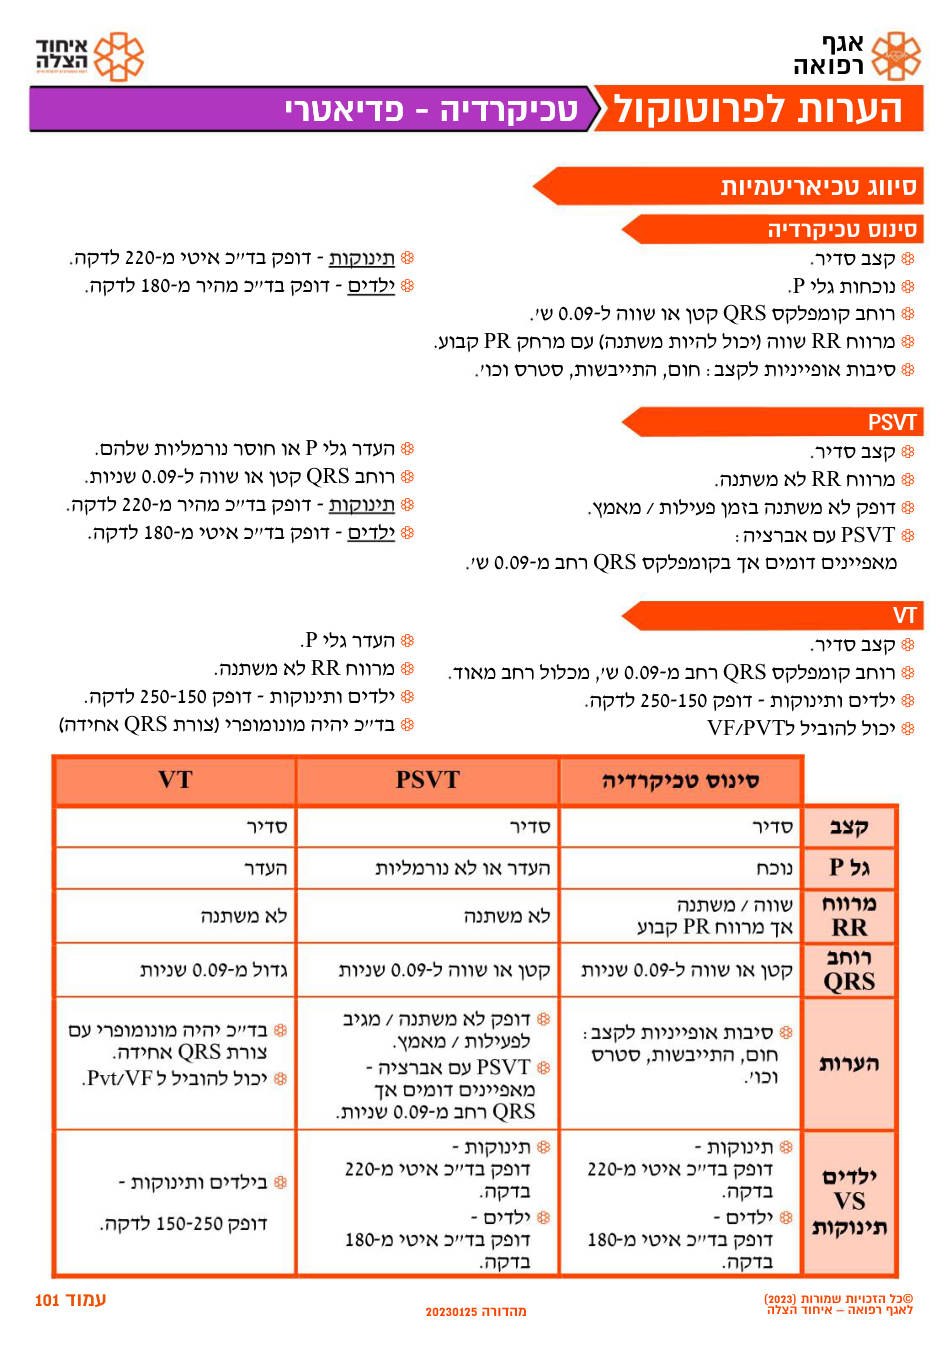 איחוד
הצלה
אגף
רפואה
הערות לפרוטוקול
טכיקרדיה - פדיאטרי
סיווג טכיאריטמיות
סינוס טכיקרדיה
קצב סדיר.
נוכחות גלי P.
רוחב קומפלקס QRS קטן או שווה ל-0.09 ש'.
מרווח RR שווה (יכול להיות משתנה) עם מרחק PR קבוע.
סיבות אופייניות לקצב: חום, התייבשות, סטרס וכו'.
תינוקות - דופק בד"כ איטי מ-220 לדקה.
ילדים - דופק בד"כ מהיר מ-180 לדקה.
PSVT
קצב סדיר.
מרווח RR לא משתנה.
דופק לא משתנה בזמן פעילות / מאמץ.
PSVT עם אברציה:
מאפיינים דומים אך בקומפלקס QRS רחב מ-0.09 ש'.
העדר גלי P או חוסר נורמליות שלהם.
רוחב QRS קטן או שווה ל-0.09 שניות.
תינוקות - דופק בד"כ מהיר מ-220 לדקה.
ילדים - דופק בד"כ איטי מ-180 לדקה.
VT
קצב סדיר.
רוחב קומפלקס QRS רחב מ-0.09 ש', מכלול רחב מאוד.
ילדים ותינוקות - דופק 250-150 לדקה.
יכול להוביל לVF/PVT
העדר גלי P.
מרווח RR לא משתנה.
ילדים ותינוקות - דופק 250-150 לדקה.
בד"כ יהיה מונומופרי (צורת QRS אחידה)
סינוס טכיקרדיה
PSVT
VT
קצב
סדיר
סדיר
סדיר
גל P
נוכח
העדר או לא נורמליות
העדר
מרווח
RR
שווה / משתנה
אך מרווח PR קבוע
לא משתנה
לא משתנה
רוחב
QRS
קטן או שווה ל-0.09 שניות
קטן או שווה ל-0.09 שניות
גדול מ-0.09 שניות
הערות
סיבות אופייניות לקצב:
חום, התייבשות, סטרס
וכו'.
דופק לא משתנה / מגיב
לפעילות / מאמץ.
PSVT עם אברציה -
מאפיינים דומים אך
QRS רחב מ-0.09 שניות.
בד"כ יהיה מונומופרי עם
צורת QRS אחידה.
יכול להוביל ל Pvt/VF.
ילדים
VS
תינוקות
תינוקות -
דופק בד"כ איטי מ-220
בדקה.
ילדים -
דופק בד"כ איטי מ-180
בדקה.
תינוקות -
דופק בד"כ איטי מ-220
בדקה.
ילדים -
דופק בד"כ איטי מ-180
בדקה.
בילדים ותינוקות -
דופק 150-250 לדקה.
©כל הזכויות שמורות (2023)
לאגף רפואה – איחוד הצלה
מהדורה 20230125
עמוד 101